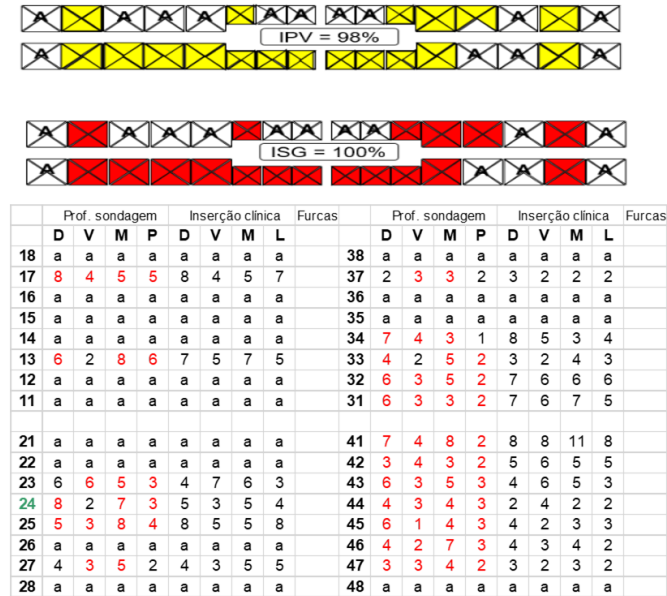 A A A A A A A A A A
IPV = 98%
A A A A
A A A A A A A A A A
ISG = 100%
A A A A
Prof. sondagem Inserção clínica Furcas Prof. sondagem Inserção clínica Furcas
D V M P D V M L D V M P D V M L
18 a a a a a a a a 38 a a a a a a a a
17 8 4 5 5 8 4 5 7 37 2 3 3 2 3 2 2 2
16 a a a a a a a a 36 a a a a a a a a
15 a a a a a a a a 35 a a a a a a a a
14 a a a a a a a a 34 7 4 3 1 8 5 3 4
13 6 2 8 6 7 5 7 5 33 4 2 5 2 3 2 4 3
12 a a a a a a a a 32 6 3 5 2 7 6 6 6
11 a a a a a a a a 31 6 3 3 2 7 6 7 5
21 a a a a a a a a 41 7 4 8 2 8 8 11 8
22 a a a a a a a a 42 3 4 3 2 5 6 5 5
23 6 6 5 3 4 7 6 3 43 6 3 5 3 4 6 5 3
24 8 2 7 3 5 3 5 4 44 4 3 4 3 2 4 2 2
25 5 3 8 4 8 5 5 8 45 6 1 4 3 4 2 3 3
26 a a a a a a a a 46 4 2 7 3 4 3 4 2
27 4 3 5 2 4 3 5 5 47 3 3 4 2 3 2 3 2
28 a a a a a a a a 48 a a a a a a a a